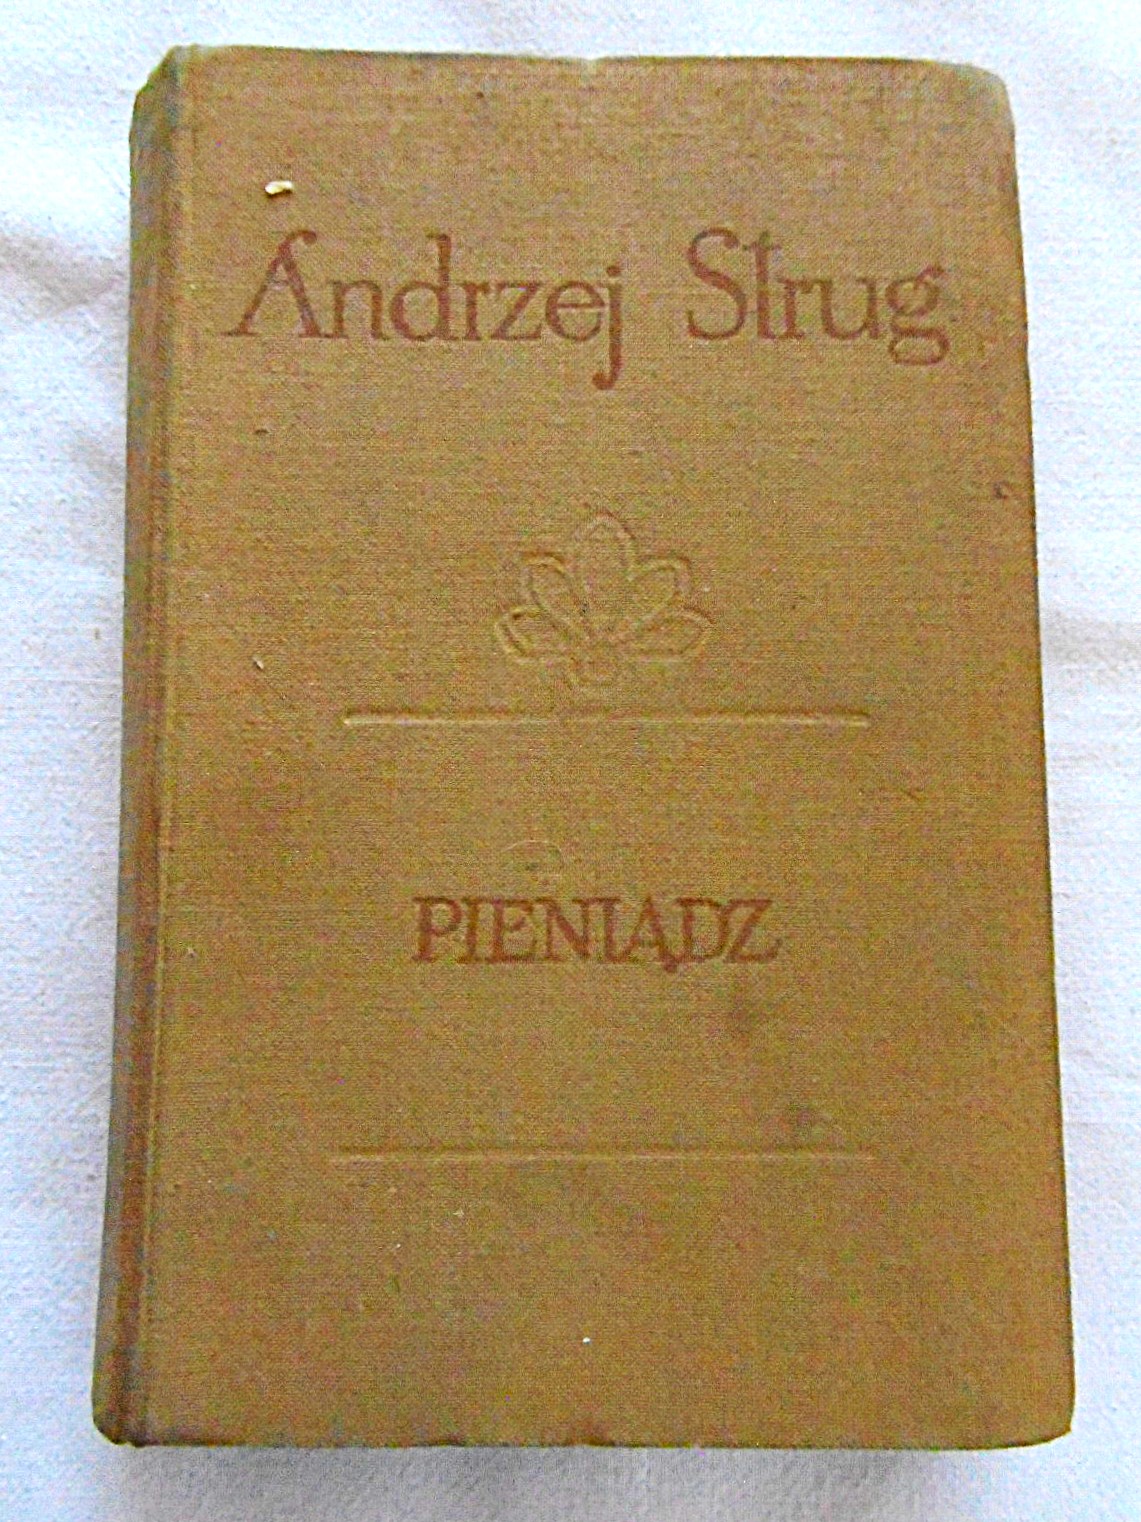 Andrzej Strug
PIENIĄDZ